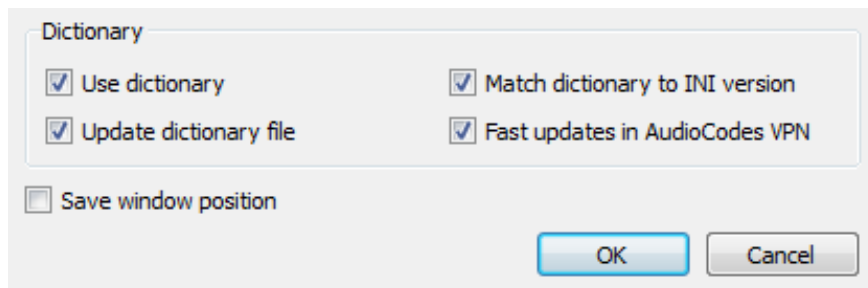 Dictionary
Use dictionary
Match dictionary to INI version
Update dictionary file
Fast updates in AudioCodes VPN
Save window position
OK
Cancel